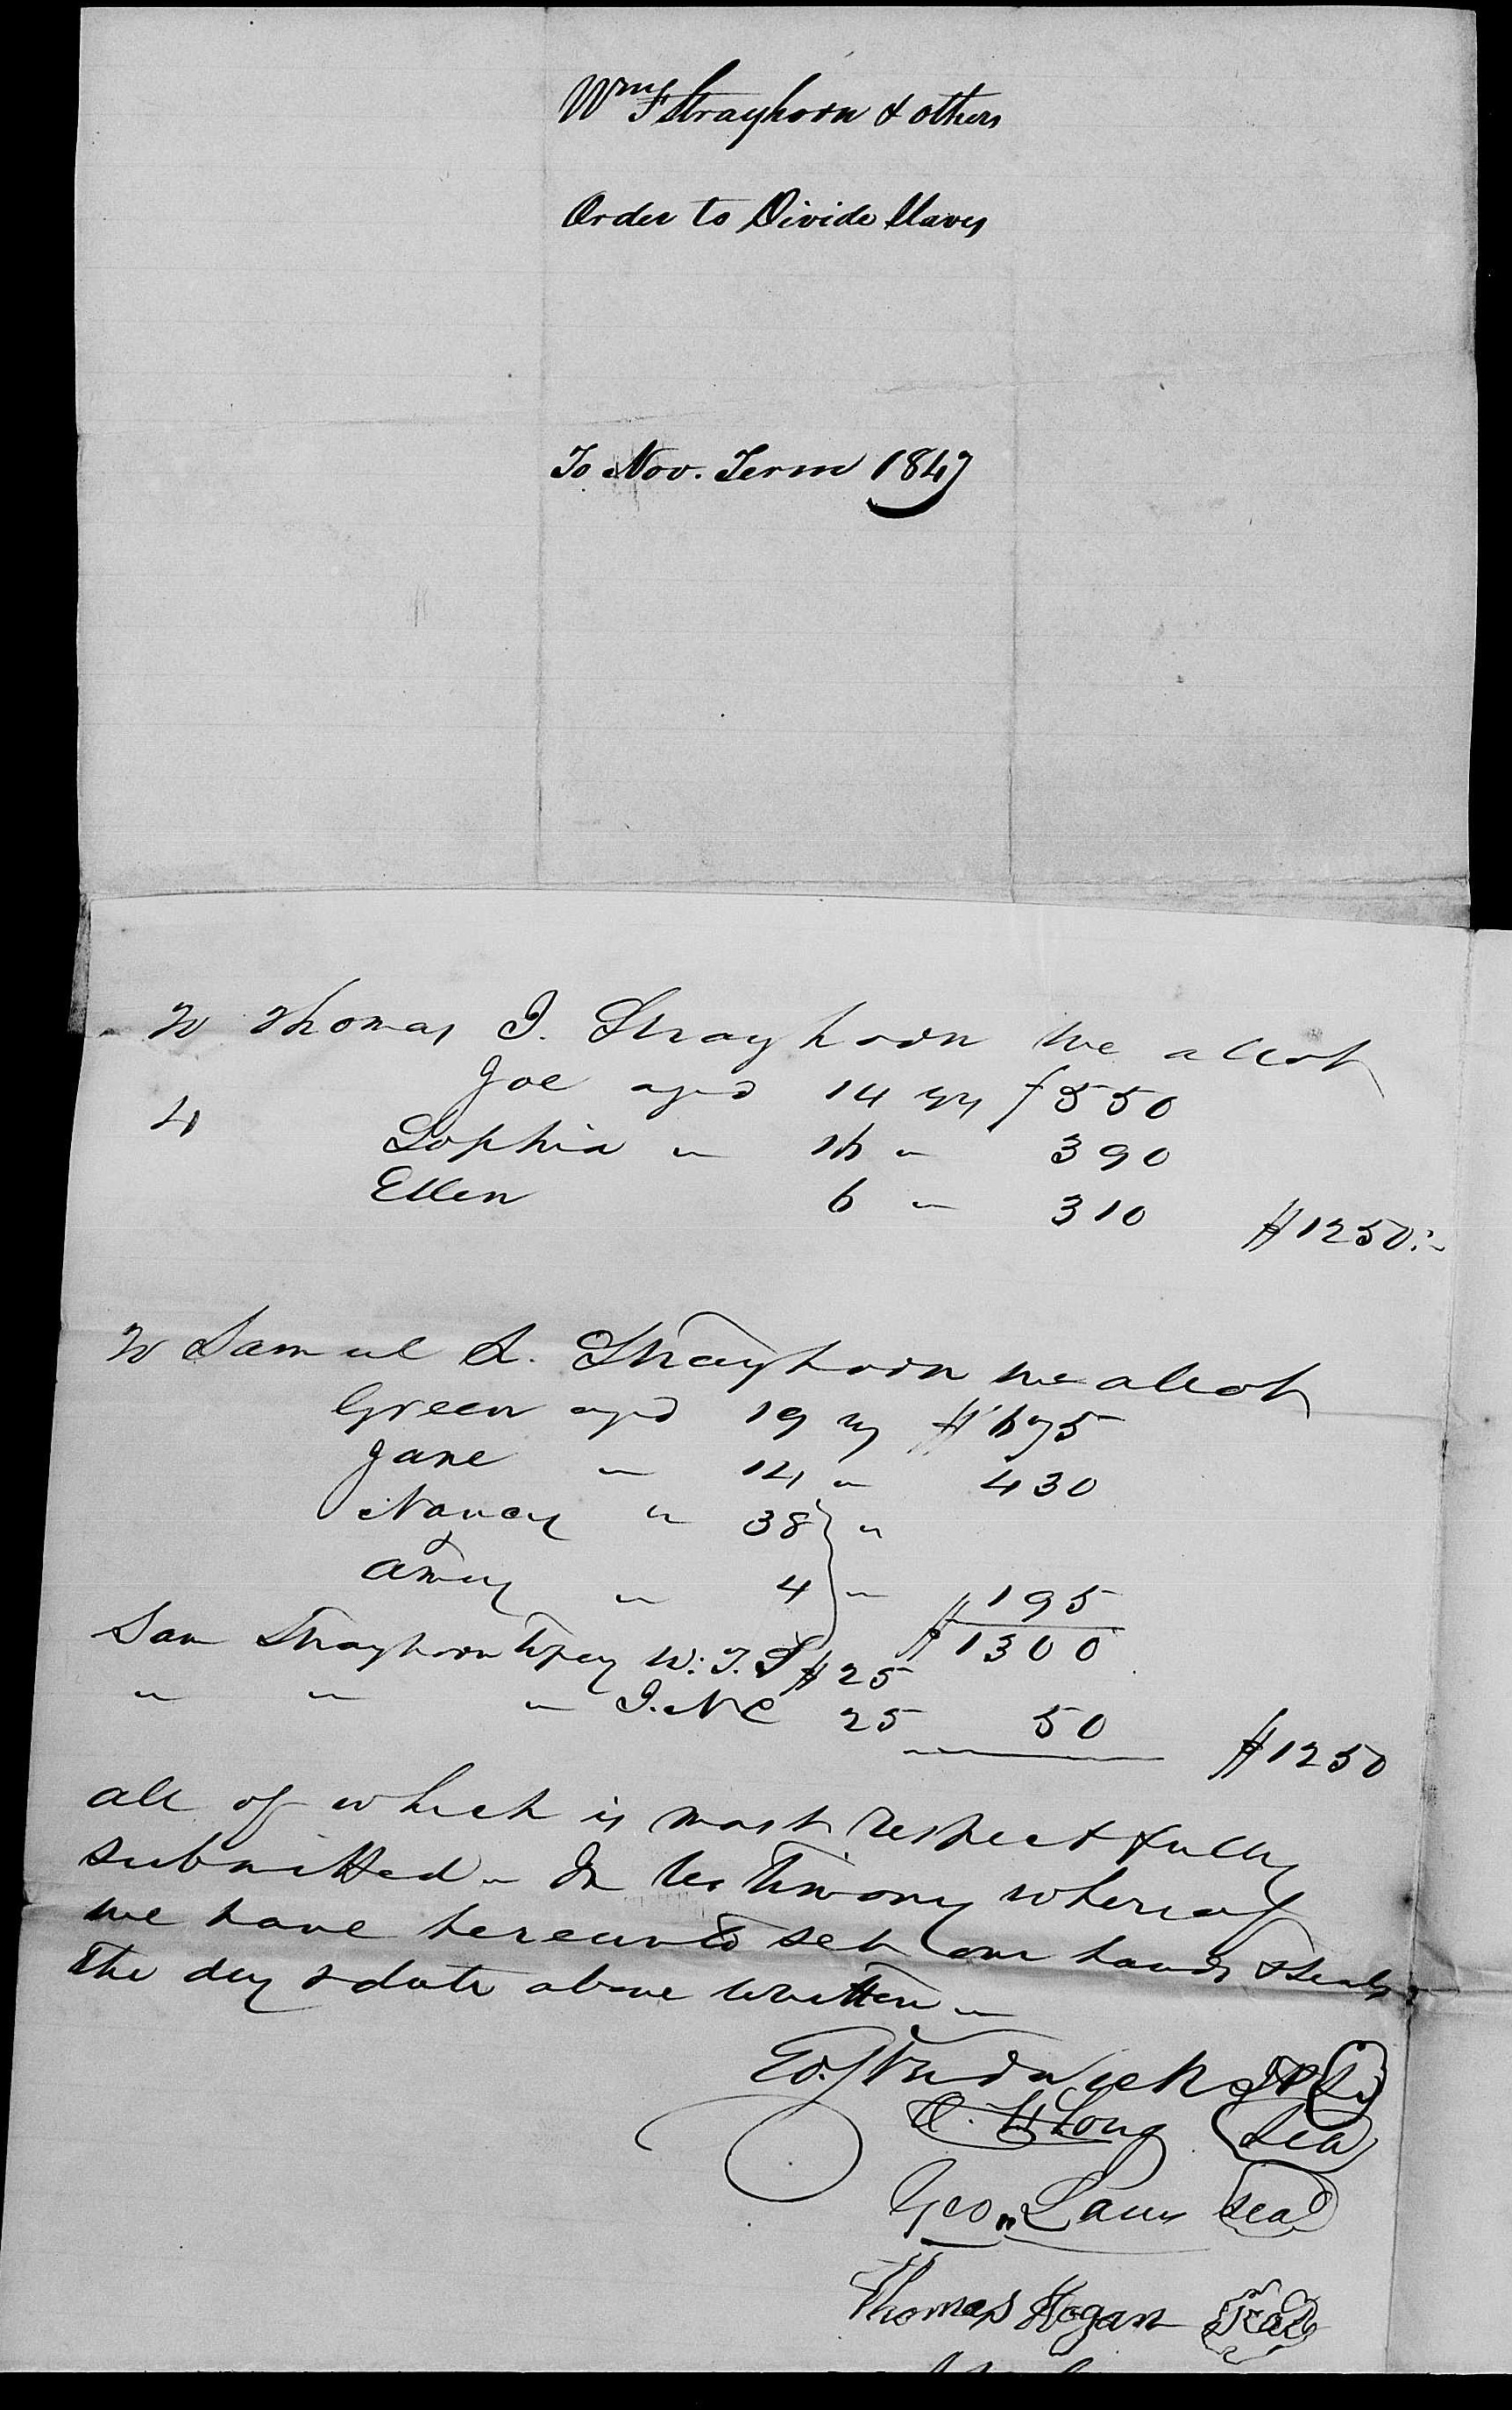 Wm F Strayhorn & others
Order to Divide Slaves
To Nov. Term 1847
To Thomas J. Strayhorn we allot
Joe aged 14 yrs $ 550
4 Sophia " 16 " 390
Ellen 6 " 310 $1250:"
To Samuel S. Strayhorn we allot
Green aged 19 ys $675
Jane " 14 " 430
Nancy " 38 } "
& Amy " 4 } " $ 195
$1300
Sam Strayhorn to pay W: F. S $25
" " " J. N C 25 50 $1250
all of which is most respectfully
submitted " In testimony whereof
we have hereunto set our hands & seals "
The day & date above written "
Ed. Strudwick
O. F. Long Seal
Geo. Laws Seal
Thomas Hogan Seal